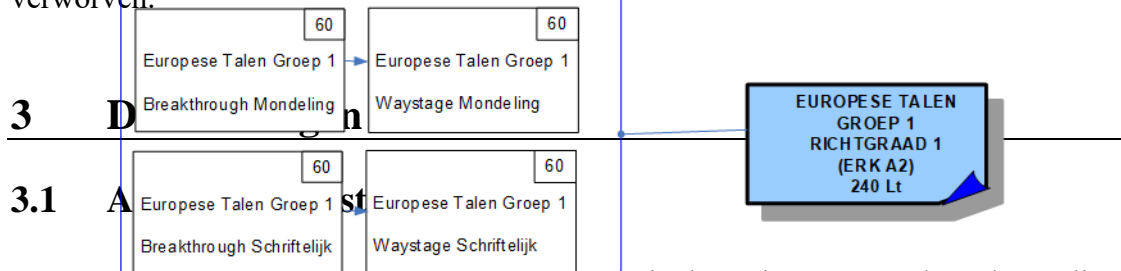 verworven.
60
Europese Talen Groep 1
Breakthrough Mondeling
60
Europese Talen Groep 1
Waystage Mondeling
EUROPESE TALEN
GROEP 1
RICHTGRAAD 1
(ERK A2)
240 Lt
3 D
60
Europese Talen Groep 1
Breakthrough Schriftelijk
60
Europese Talen Groep 1
Waystage Schriftelijk
3.1 A